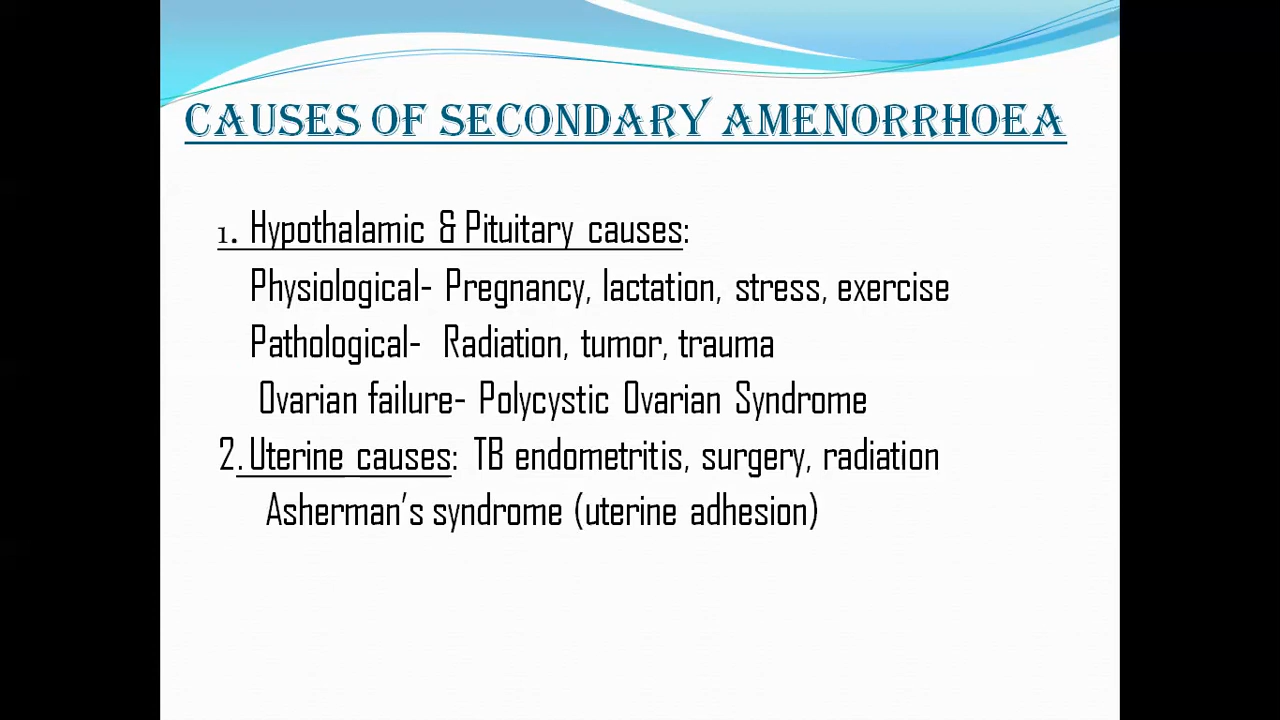 CAUSES OF SECONDARY AMENORRHOEA
1. Hypothalamic & Pituitary causes:
Physiological- Pregnancy, lactation, stress, exercise
Pathological- Radiation, tumor, trauma
Ovarian failure- Polycystic Ovarian Syndrome
2. Uterine causes: TB endometritis, surgery, radiation
Asherman's syndrome (uterine adhesion)